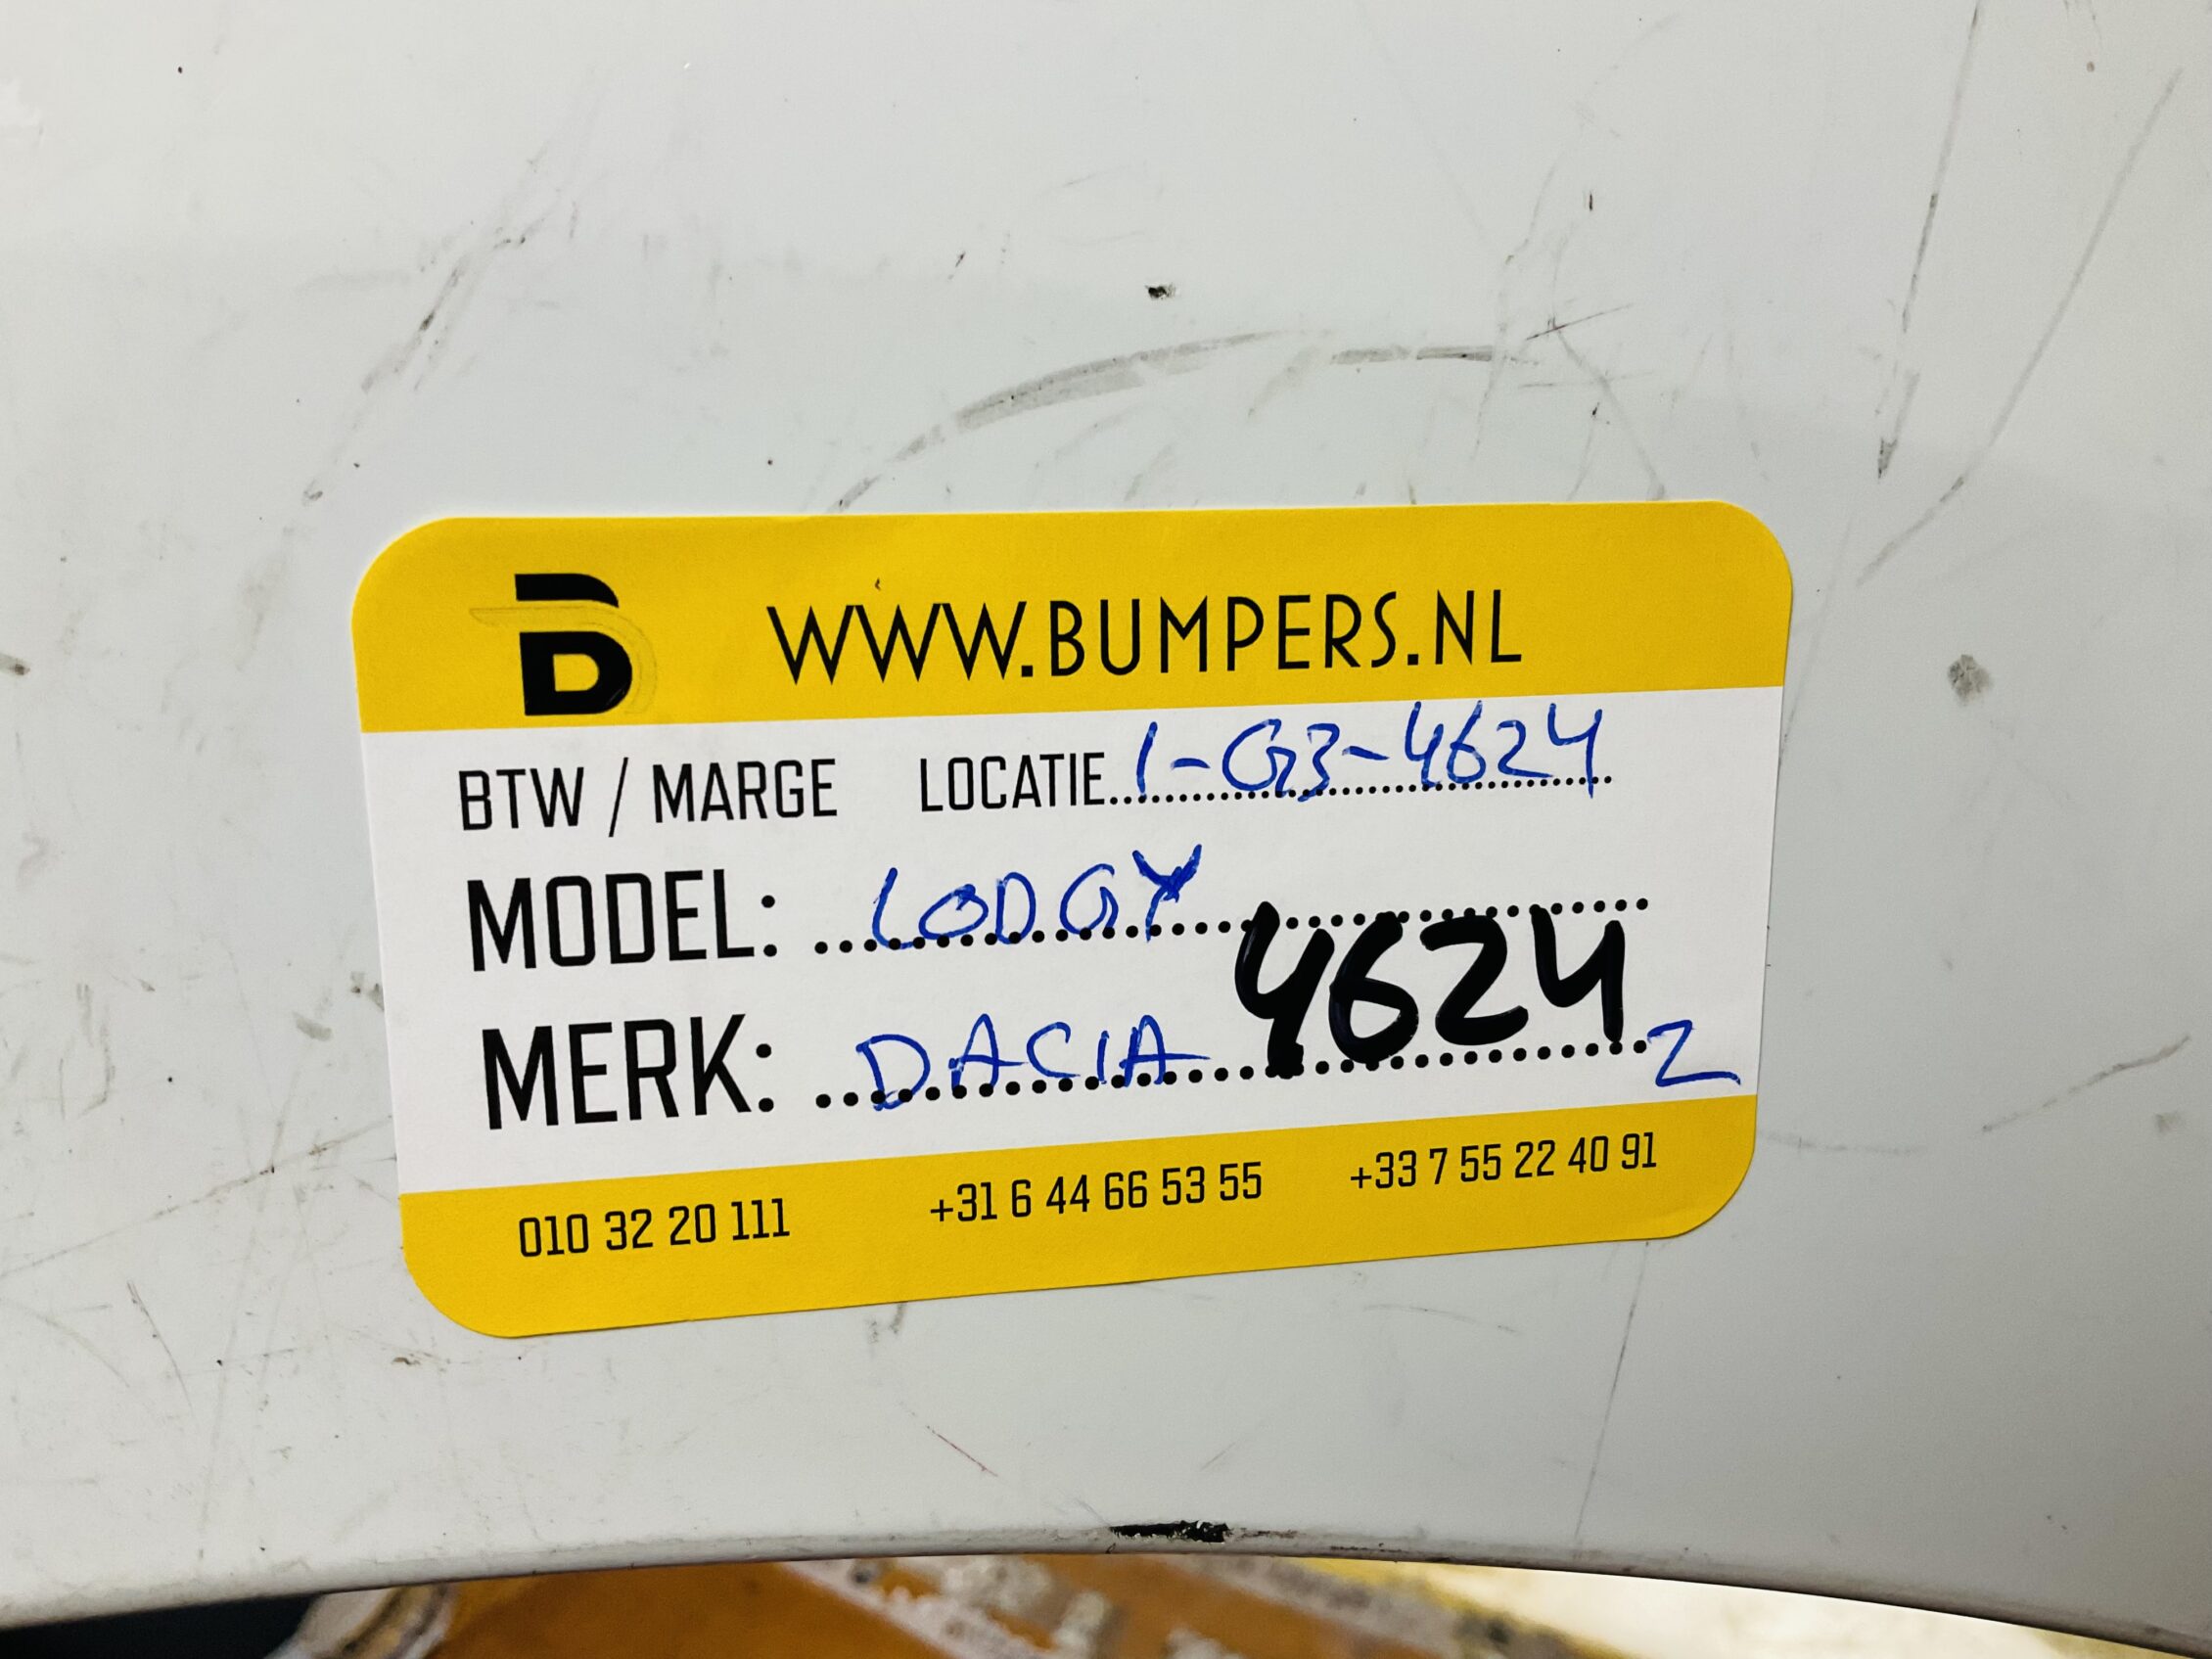 B WWW.BUMPERS.NL
BTW / MARGE LOCATIE 1-G3-4624
MODEL: LODGY
4624
MERK: DACIA
2
010 32 20 111 +31 6 44 66 53 55 +33 7 55 22 40 91